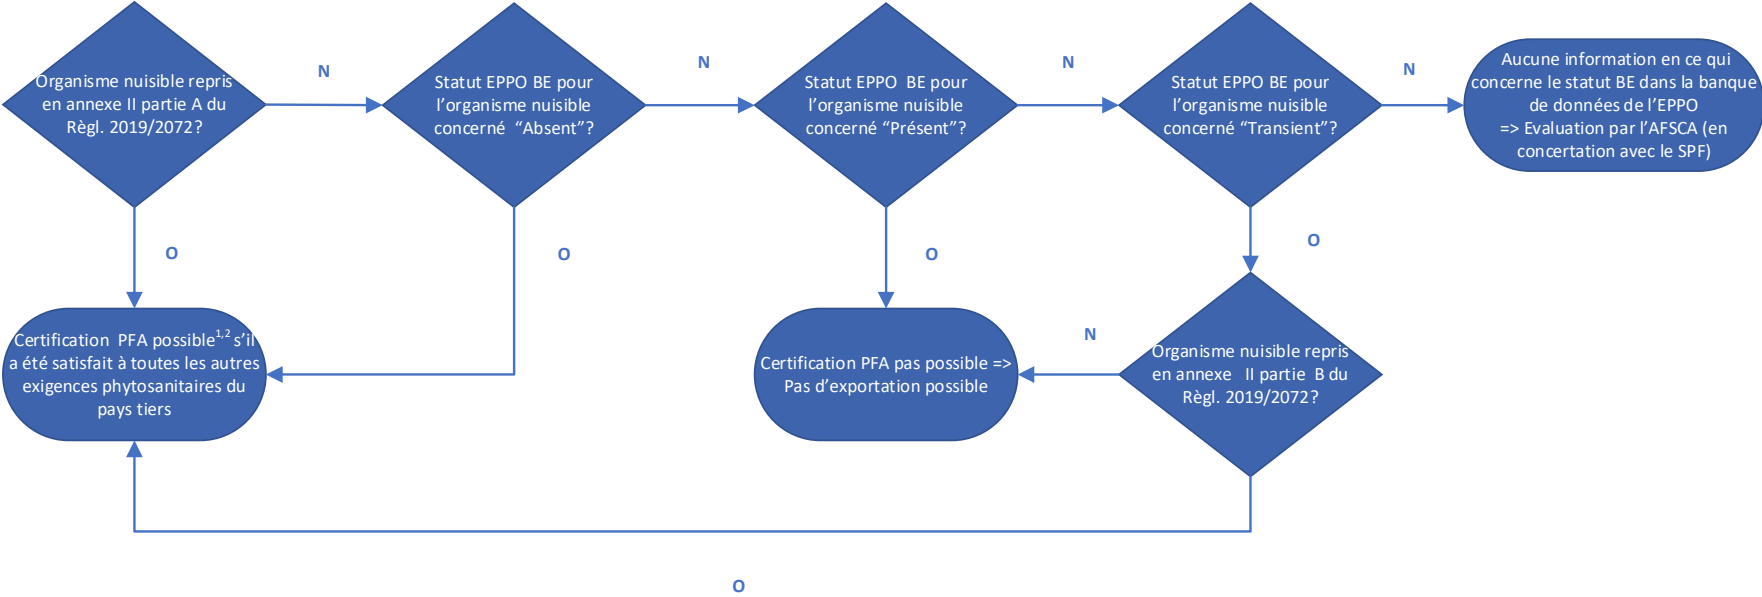 Organisme nuisible repris
en annexe II partie A du
Règl. 2019/2072?
N
Statut EPPO BE pour
l’organisme nuisible
concerné “Absent”?
N
Statut EPPO BE pour
l’organisme nuisible
concerné “Présent”?
N
Statut EPPO BE pour
l’organisme nuisible
concerné “Transient”?
N
Aucune information en ce qui
concerne le statut BE dans la banque
de données de l’EPPO
=> Evaluation par l’AFSCA (en
concertation avec le SPF)
O
O
O
O
Certification PFA possible1,2 s’il
a été satisfait à toutes les autres
exigences phytosanitaires du
pays tiers
Certification PFA pas possible =>
Pas d’exportation possible
N
Organisme nuisible repris
en annexe II partie B du
Règl. 2019/2072?
O